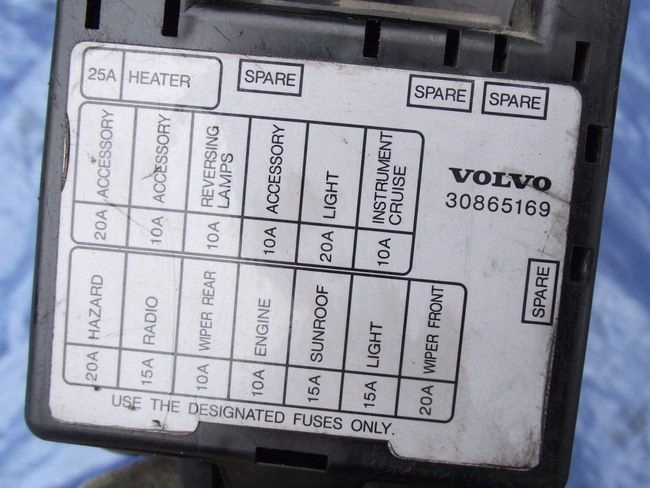 25A HEATER
SPARE
SPARE
SPARE
20A ACCESSORY
10A ACCESSORY
10A REVERSING
LAMPS
10A ACCESSORY
20A LIGHT
10A INSTRUMENT
CRUISE
VOLVO
30865169
SPARE
20A HAZARD
15A RADIO
10A WIPER REAR
10A ENGINE
15A SUNROOF
15A LIGHT
20A WIPER FRONT
USE THE DESIGNATED FUSES ONLY.